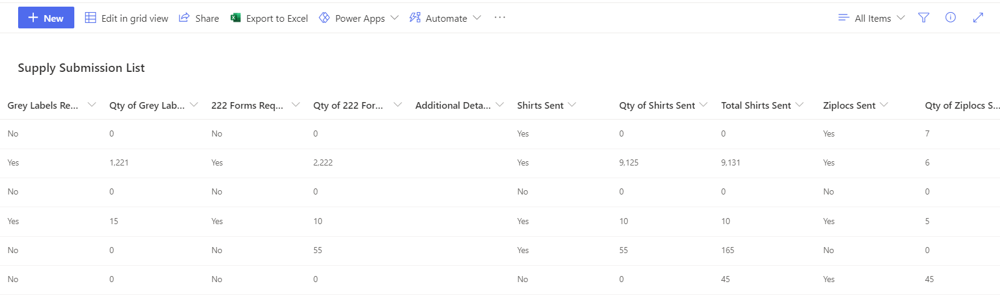 New Edit in grid view Share Export to Excel Power Apps Automate ... All Items
Supply Submission List
Grey Labels Re... Qty of Grey Lab... 222 Forms Req... Qty of 222 For... Additional Deta... Shirts Sent Qty of Shirts Sent Total Shirts Sent Ziplocs Sent Qty of Ziplocs S...
No 0 No 0 Yes 0 0 Yes 7
Yes 1,221 Yes 2,222 Yes 9,125 9,131 Yes 6
No 0 No 0 No 0 0 No 0
Yes 15 Yes 10 Yes 10 10 Yes 5
No 0 No 55 Yes 55 165 No 0
No 0 No 0 No 0 45 Yes 45